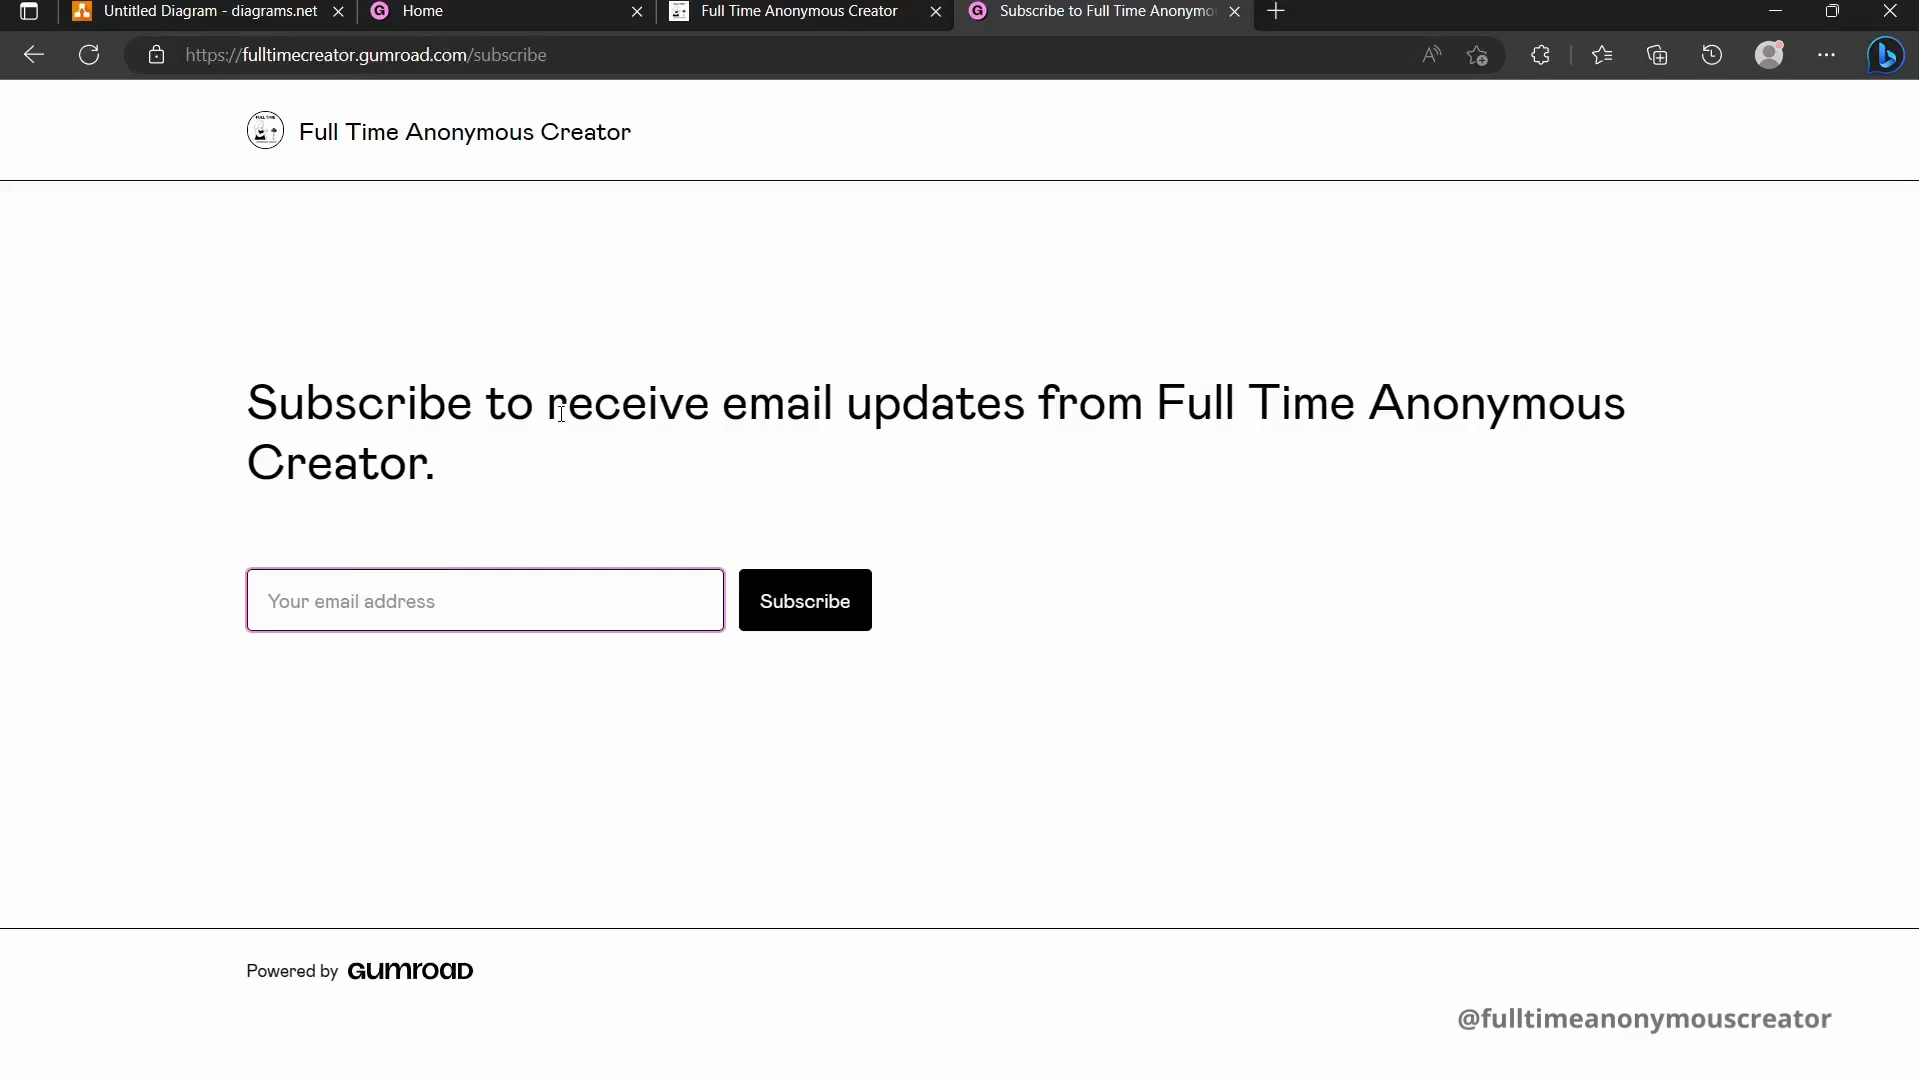 Untitled Diagram - diagrams.net
Home
Full Time Anonymous Creator
Subscribe to Full Time Anonymo
https://fulltimecreator.gumroad.com/subscribe
Full Time Anonymous Creator
Subscribe to receive email updates from Full Time Anonymous
Creator.
Your email address
Subscribe
Powered by GUMROAD
@fulltimeanonymouscreator